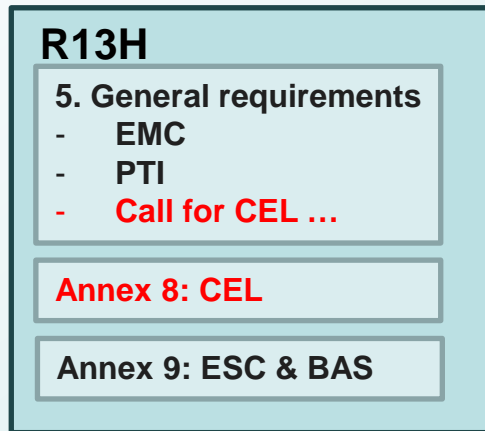 R13H
5. General requirements
- EMC
- PTI
- Call for CEL …
Annex 8: CEL
Annex 9: ESC & BAS